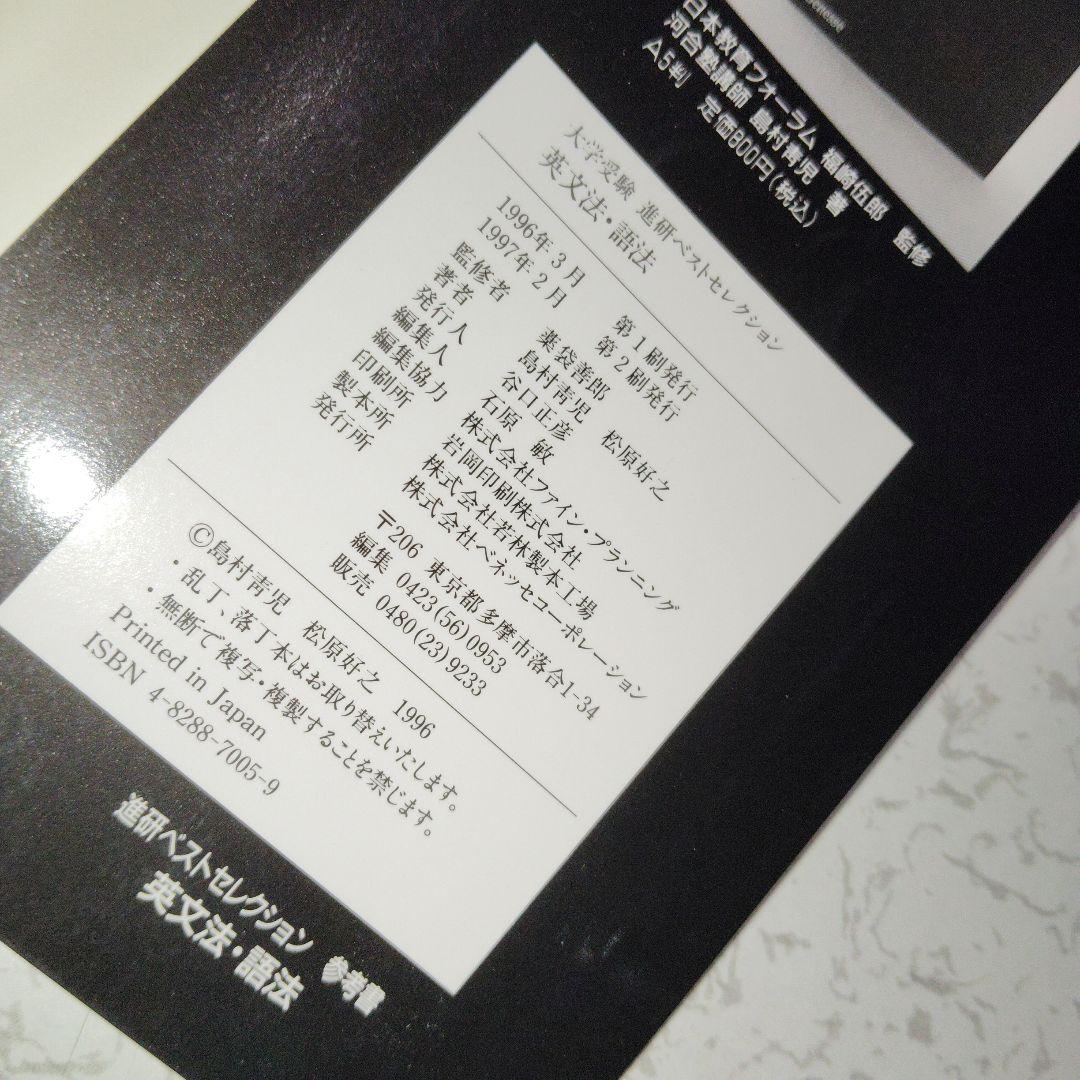 日本教育フォーラム 福崎伍郎 監修
河合塾講師 島村青児 著
A5判 定価800円(税込)
大学受験 進研ベストセレクション
英文法・語法
1996年3月 第1刷発行
1997年2月 第2刷発行
監修者 薬袋善郎
著者 島村青児 松原好之
発行人 谷口正彦
編集人 石原 敏
編集協力 株式会社ファイン・プランニング
印刷所 岩岡印刷株式会社
製本所 株式会社若林製本工場
発行所 株式会社ベネッセコーポレーション
〒206 東京都多摩市落合1-34
編集 0423(56)0953
販売 0480(23)9233
©島村青児 松原好之 1996
・乱丁、落丁本はお取り替えいたします。
・無断で複写・複製することを禁じます。
Printed in Japan
ISBN 4-8288-7005-9
進研ベストセレクション 参考書
英文法・語法